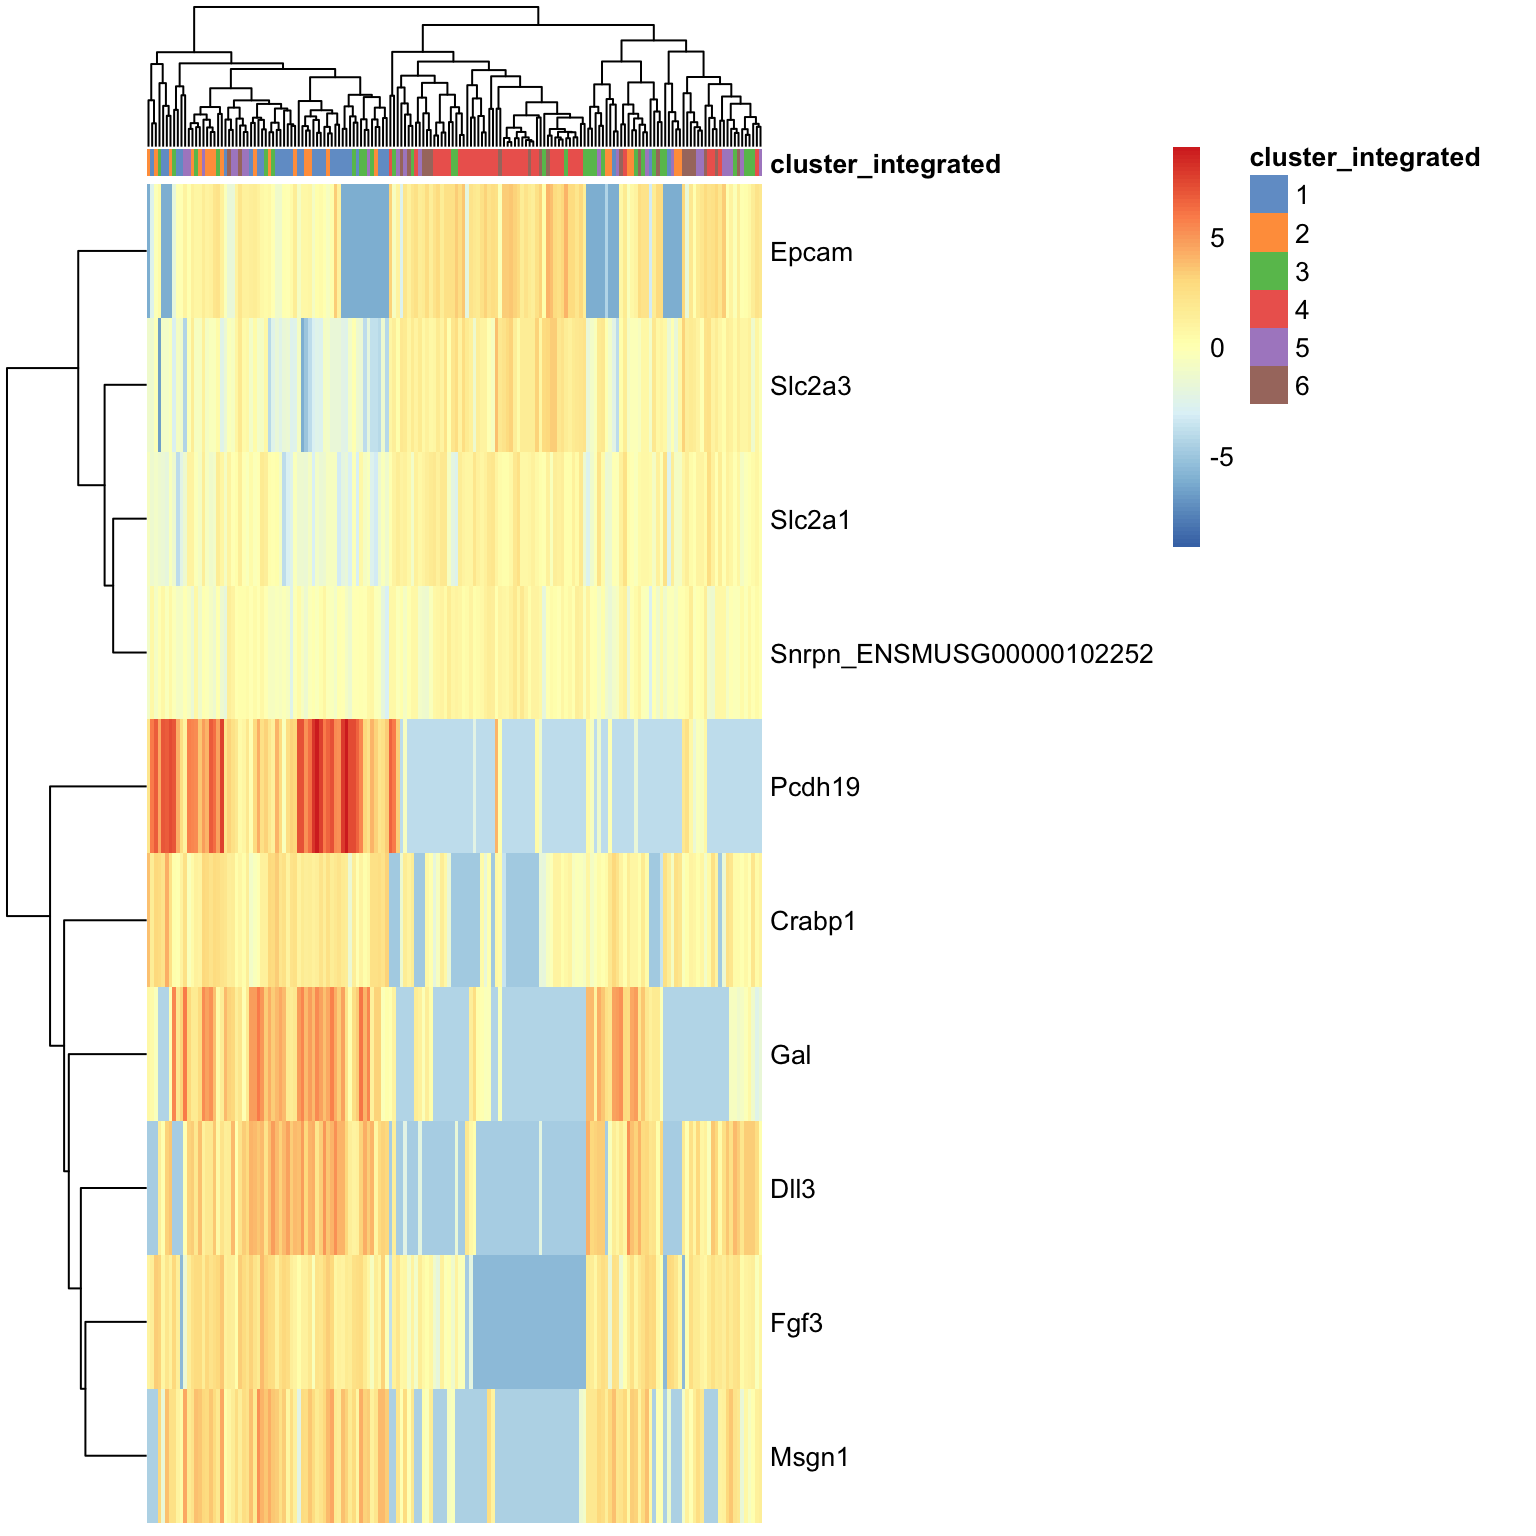 cluster_integrated
Epcam
Slc2a3
Slc2a1
Snrpn_ENSMUSG00000102252
Pcdh19
Crabp1
Gal
Dll3
Fgf3
Msgn1
5
0
-5
cluster_integrated
1
2
3
4
5
6